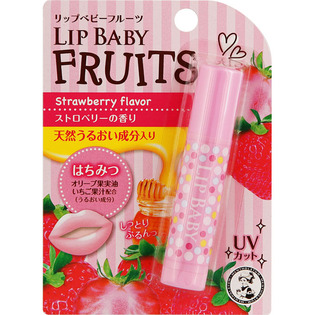 リップベビーフルーツ
LIP BABY
FRUITS
Strawberry flavor
ストロベリーの香り
天然うるおい成分入り
はちみつ
オリーブ果実油
いちご果汁配合
(うるおい成分)
しっとり
ぷるんっ
LIP BABY
UV
カット